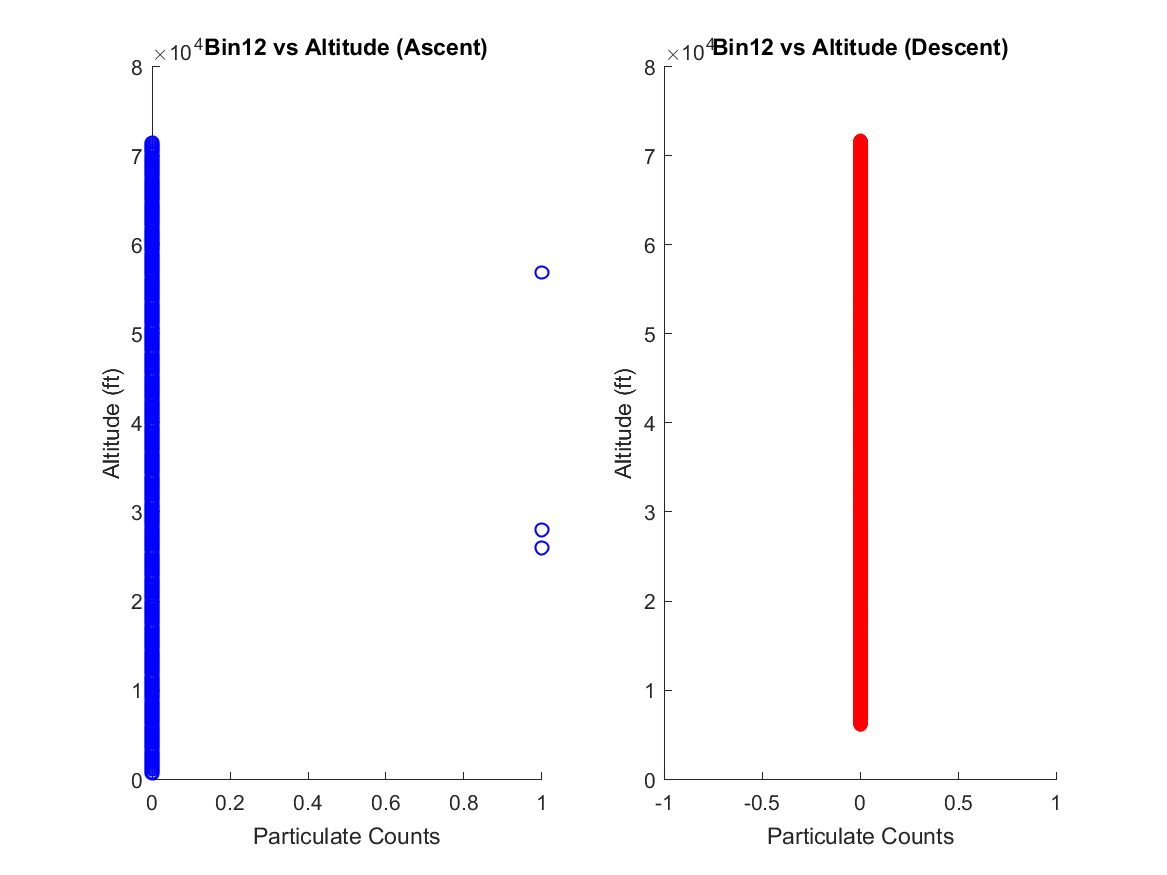 ×10⁴ Bin12 vs Altitude (Ascent)
8
7
6
5
4
3
2
1
0
Altitude (ft)
0 0.2 0.4 0.6 0.8 1
Particulate Counts
×10⁴ Bin12 vs Altitude (Descent)
8
7
6
5
4
3
2
1
0
Altitude (ft)
-1 -0.5 0 0.5 1
Particulate Counts